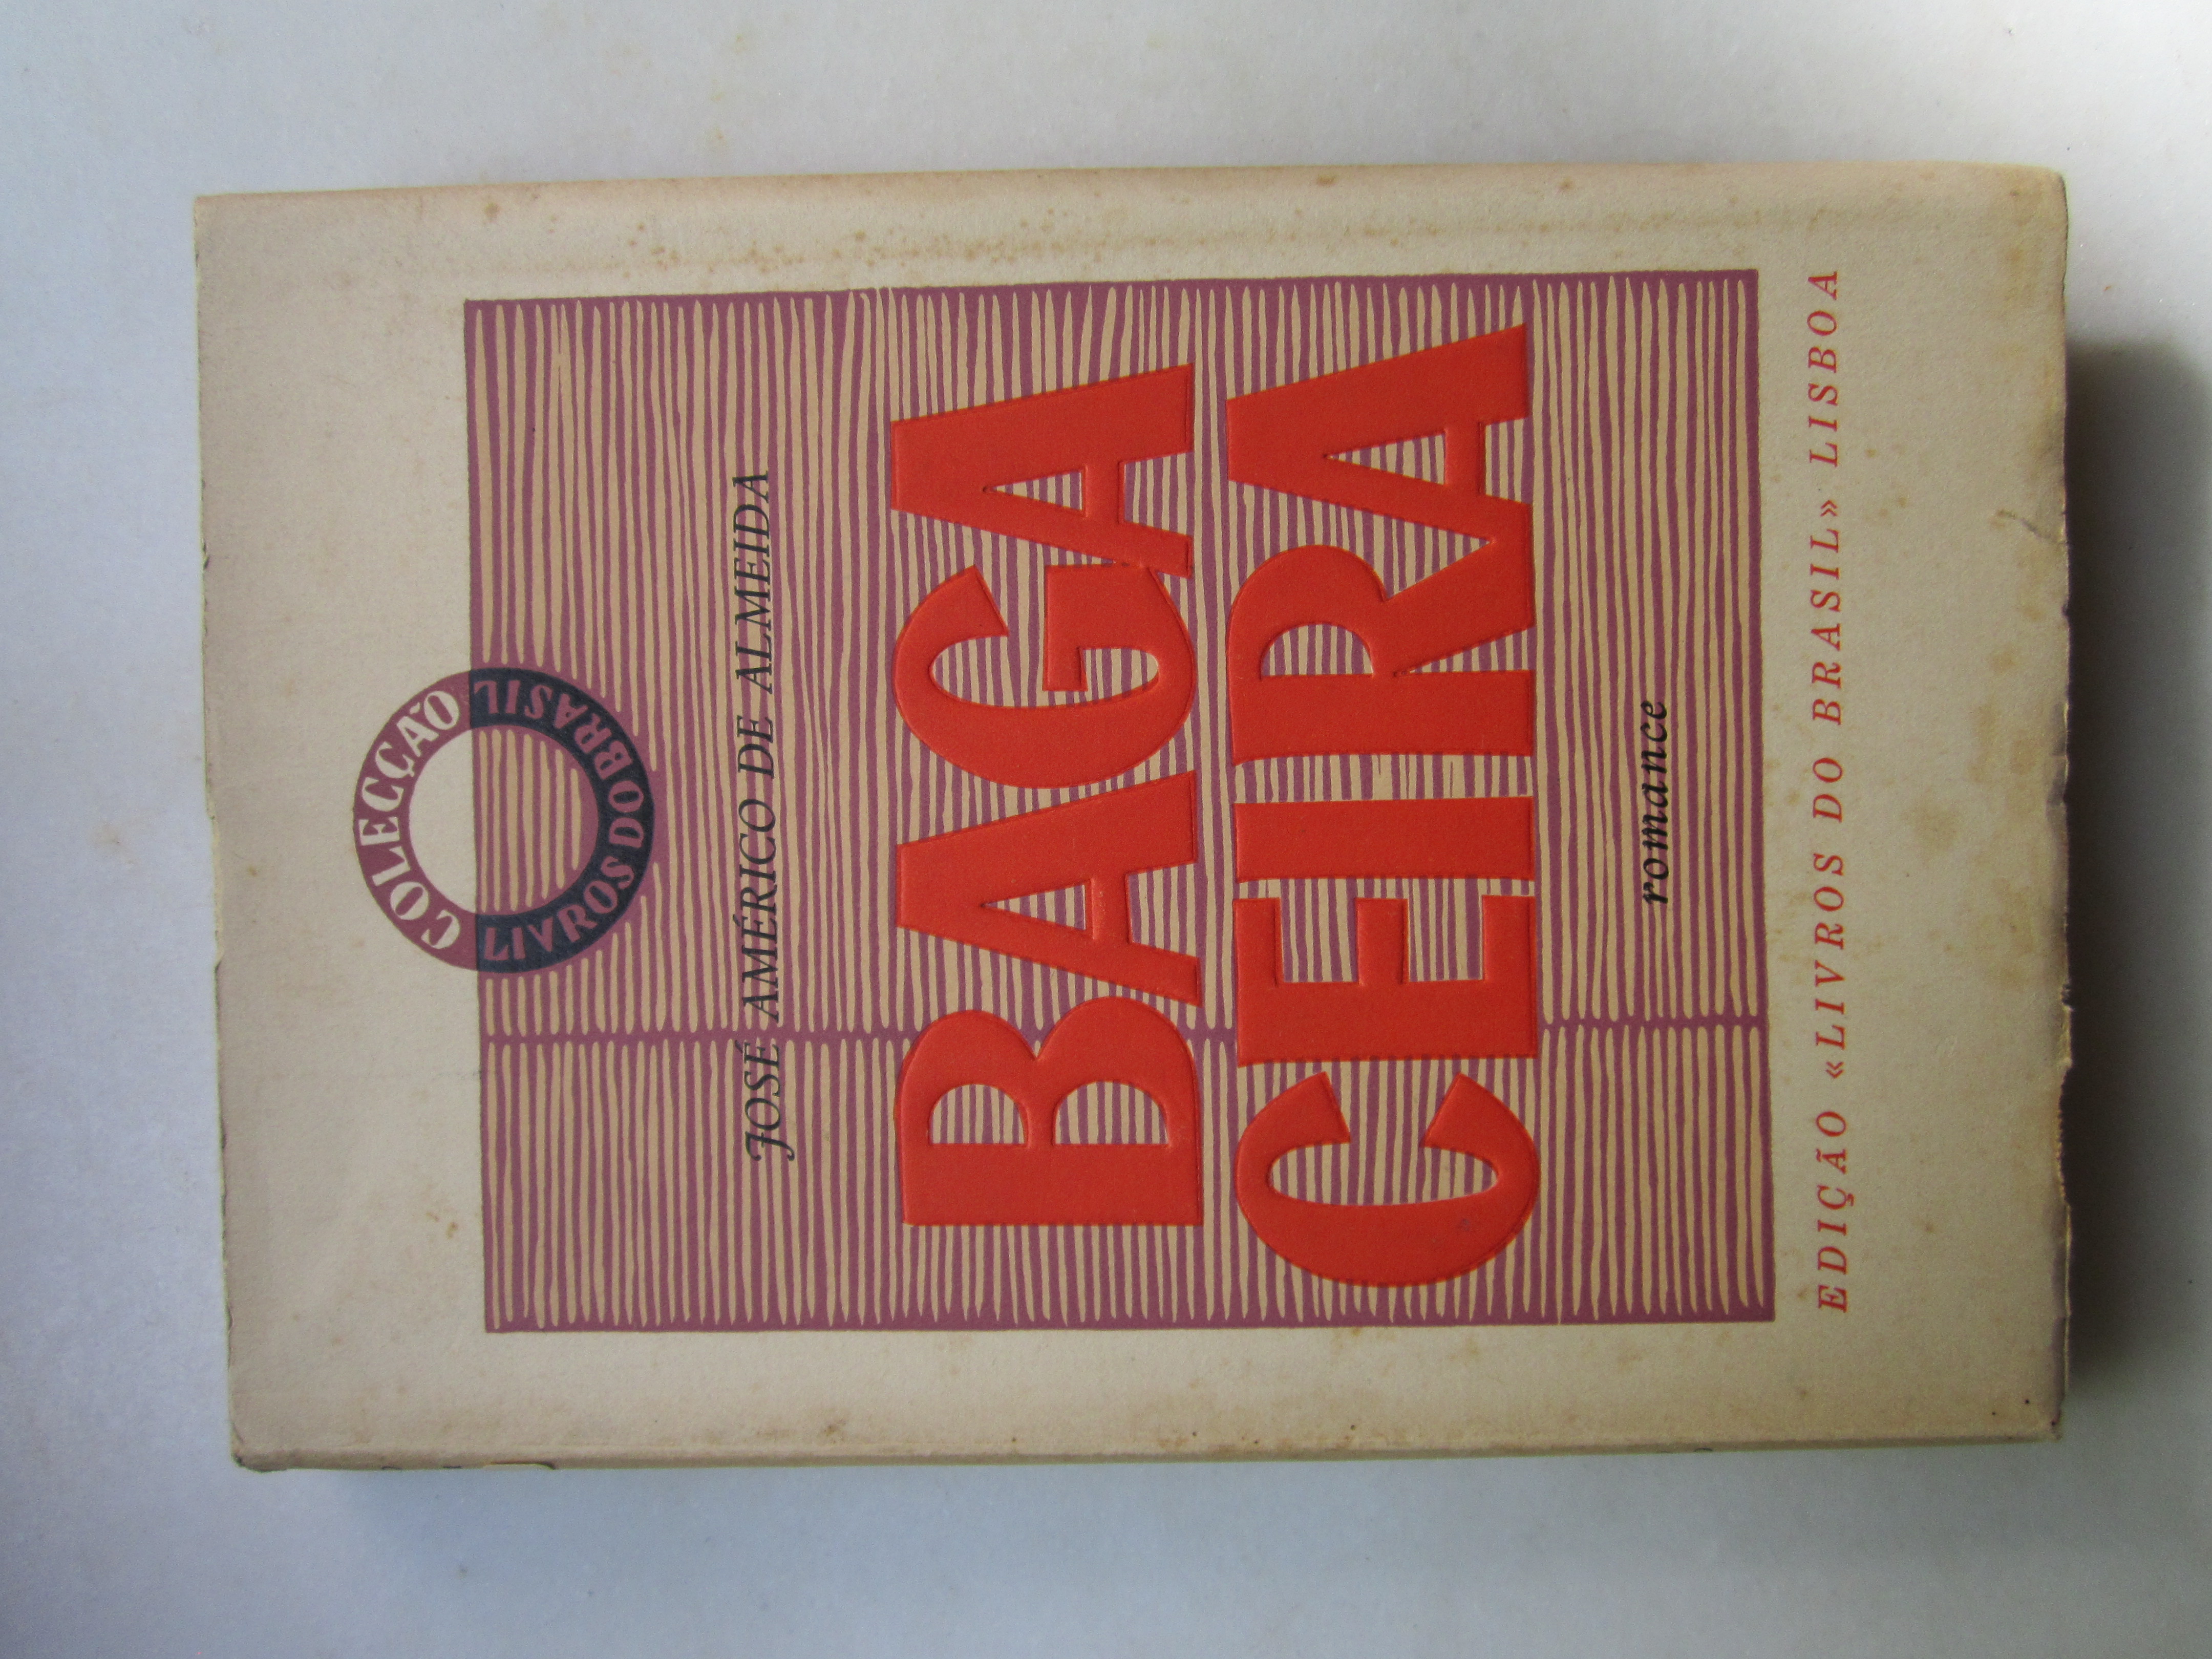 COLECÇÃO
LIVROS DO BRASIL
JOSÉ AMÉRICO DE ALMEIDA
BAGA
CEIRA
romance
EDIÇÃO «LIVROS DO BRASIL» LISBOA